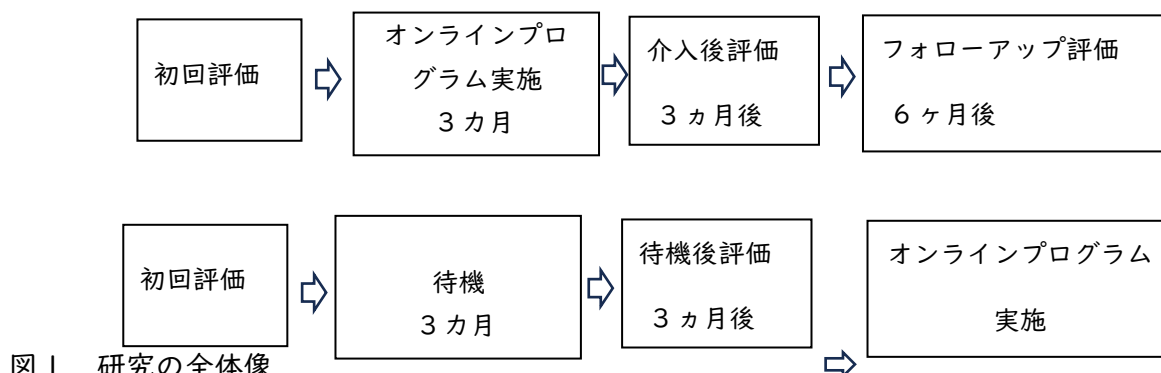 初回評価
オンラインプロ
グラム実施
3カ月
介入後評価
3ヵ月後
フォローアップ評価
6ヶ月後
初回評価
待機
3カ月
待機後評価
3ヵ月後
オンラインプログラム
実施
図1 研究の全体像